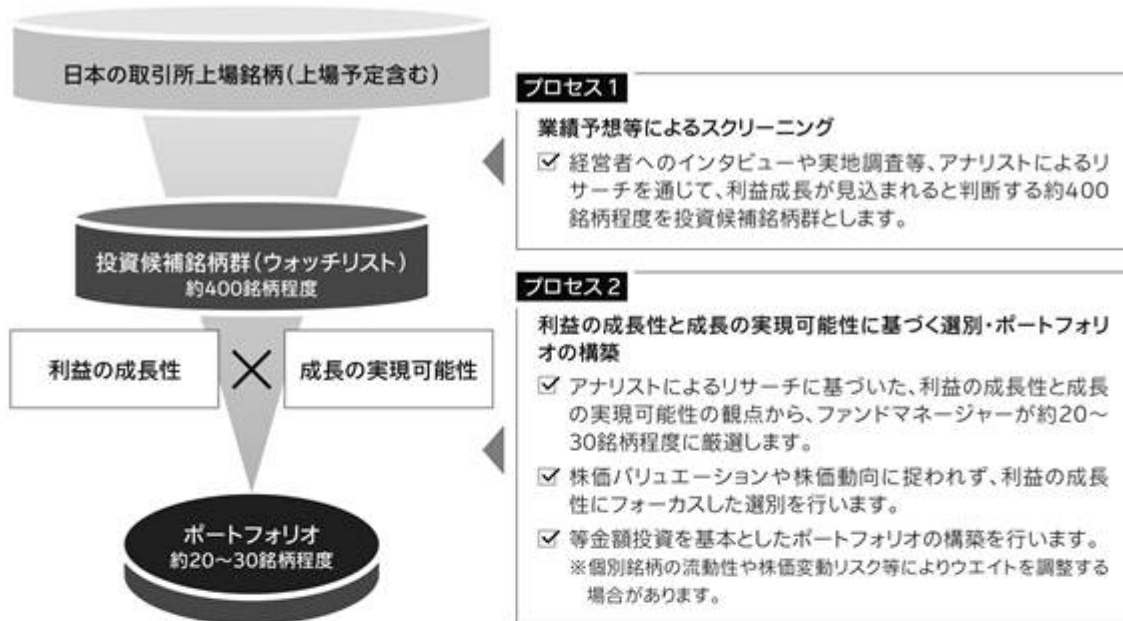 日本の取引所上場銘柄(上場予定含む)
投資候補銘柄群(ウォッチリスト)
約400銘柄程度
利益の成長性
×
成長の実現可能性
ポートフォリオ
約20～30銘柄程度
プロセス1
業績予想等によるスクリーニング
経営者へのインタビューや実地調査等、アナリストによるリ
サーチを通じて、利益成長が見込まれると判断する約400
銘柄程度を投資候補銘柄群とします。
プロセス2
利益の成長性と成長の実現可能性に基づく選別・ポートフォリ
オの構築
アナリストによるリサーチに基づいた、利益の成長性と成長
の実現可能性の観点から、ファンドマネージャーが約20～
30銘柄程度に厳選します。
株価バリュエーションや株価動向に捉われず、利益の成長
性にフォーカスした選別を行います。
等金額投資を基本としたポートフォリオの構築を行います。
※個別銘柄の流動性や株価変動リスク等によりウエイトを調整する
場合があります。